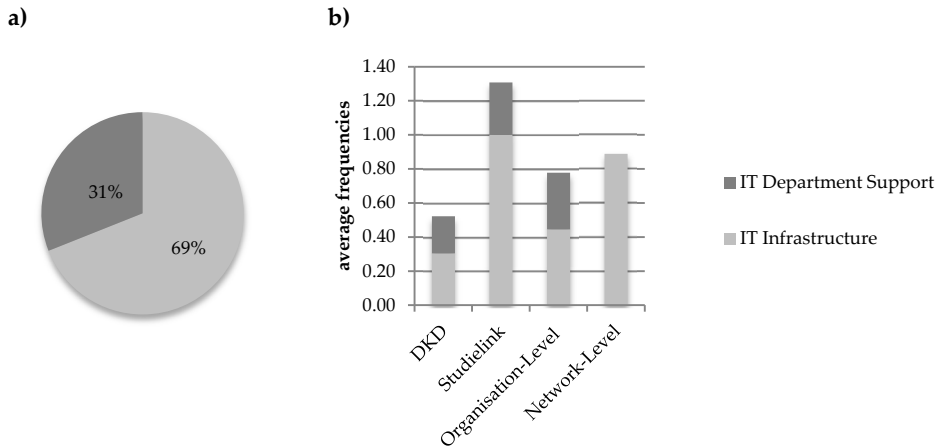 a)
31%
69%
b)
average frequencies
1.40
1.20
1.00
0.80
0.60
0.40
0.20
0.00
DKD
Studielink
Organisation-Level
Network-Level
IT Department Support
IT Infrastructure